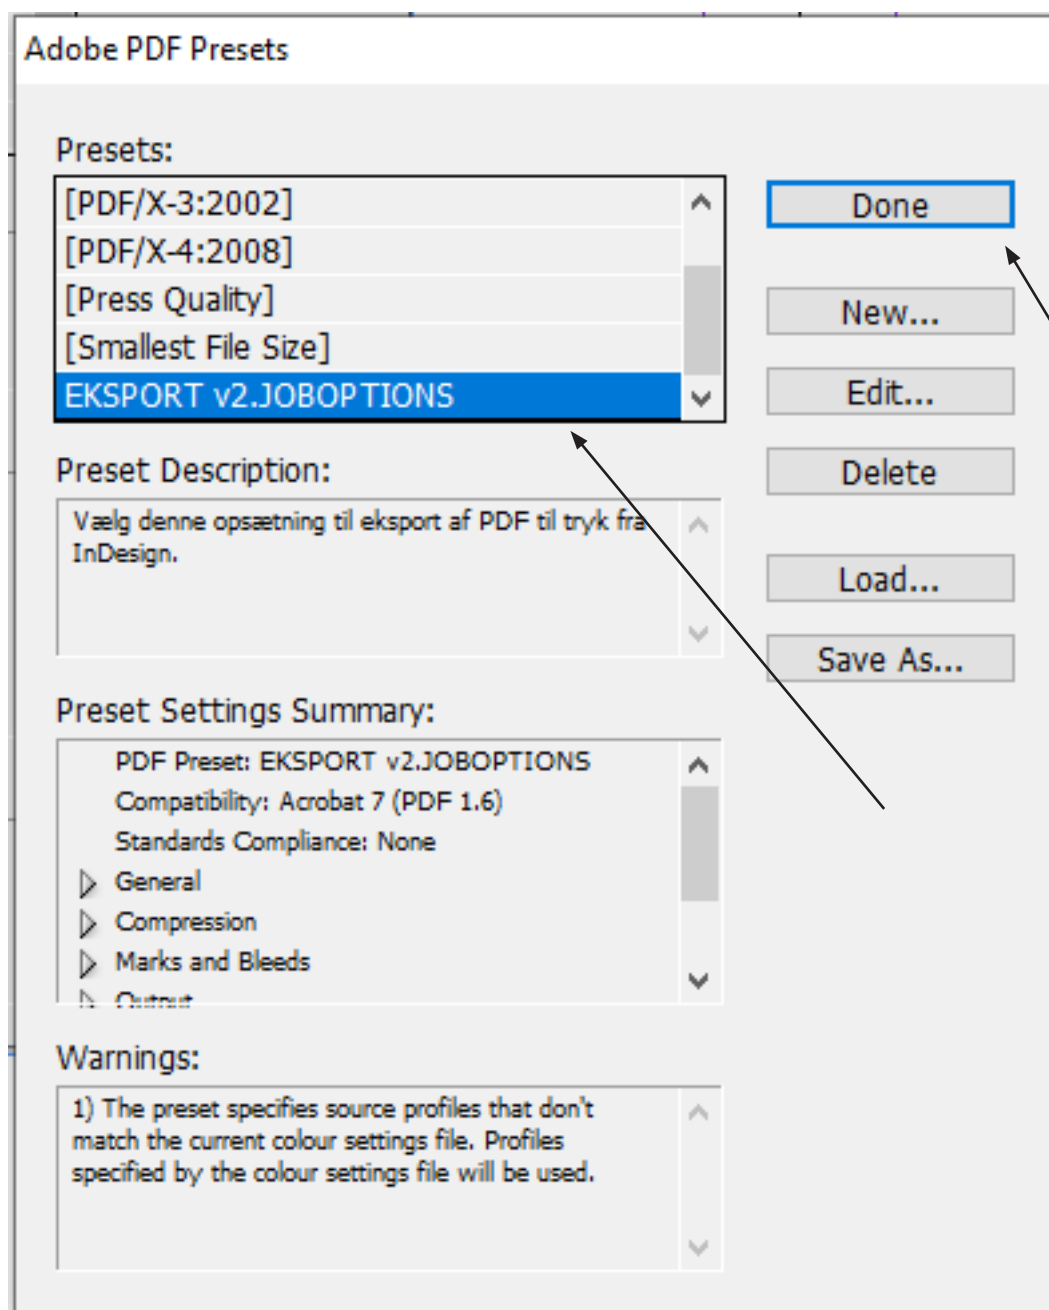 Adobe PDF Presets
Presets:
[PDF/X-3:2002]
[PDF/X-4:2008]
[Press Quality]
[Smallest File Size]
EKSPORT v2.JOBOPTIONS
Done
New...
Edit...
Delete
Load...
Save As...
Preset Description:
Vælg denne opsætning til eksport af PDF til tryk fra
InDesign.
Preset Settings Summary:
PDF Preset: EKSPORT v2.JOBOPTIONS
Compatibility: Acrobat 7 (PDF 1.6)
Standards Compliance: None
General
Compression
Marks and Bleeds
Output
Warnings:
1) The preset specifies source profiles that don't
match the current colour settings file. Profiles
specified by the colour settings file will be used.